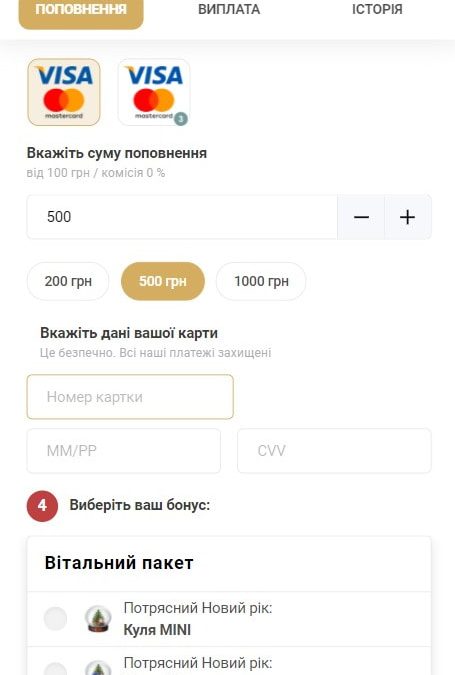 ПОПОВНЕННЯ ВИПЛАТА ІСТОРІЯ
VISA VISA
mastercard mastercard 3
Вкажіть суму поповнення
від 100 грн / комісія 0 %
500 − +
200 грн 500 грн 1000 грн
Вкажіть дані вашої карти
Це безпечно. Всі наші платежі захищені
Номер картки
ММ/РР CVV
4 Виберіть ваш бонус:
Вітальний пакет
Потрясний Новий рік:
Куля MINI
Потрясний Новий рік: